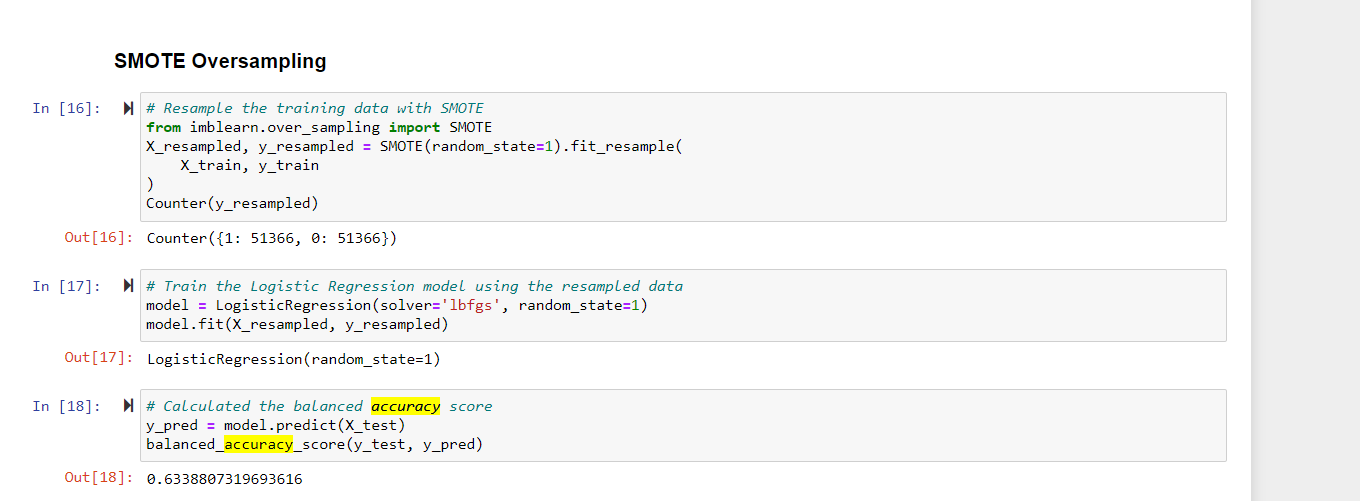 SMOTE Oversampling
In [16]:
# Resample the training data with SMOTE
from imblearn.over_sampling import SMOTE
X_resampled, y_resampled = SMOTE(random_state=1).fit_resample(
    X_train, y_train
)
Counter(y_resampled)
Out[16]: Counter({1: 51366, 0: 51366})
In [17]:
# Train the Logistic Regression model using the resampled data
model = LogisticRegression(solver='lbfgs', random_state=1)
model.fit(X_resampled, y_resampled)
Out[17]: LogisticRegression(random_state=1)
In [18]:
# Calculated the balanced accuracy score
y_pred = model.predict(X_test)
balanced_accuracy_score(y_test, y_pred)
Out[18]: 0.6338807319693616